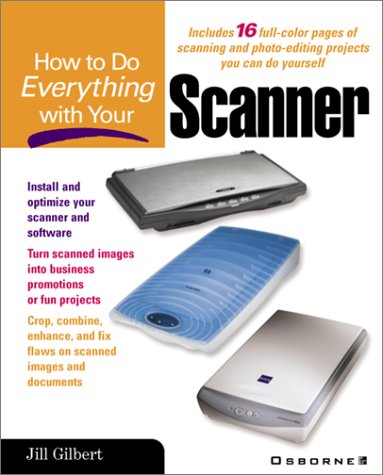 Includes 16 full-color pages of
scanning and photo-editing projects
you can do yourself
How to Do
Everything
with Your
Scanner
Install and
optimize your
scanner and
software
Turn scanned images
into business
promotions
or fun projects
Crop, combine,
enhance, and fix
flaws on scanned
images and
documents
Jill Gilbert
OSBORNE